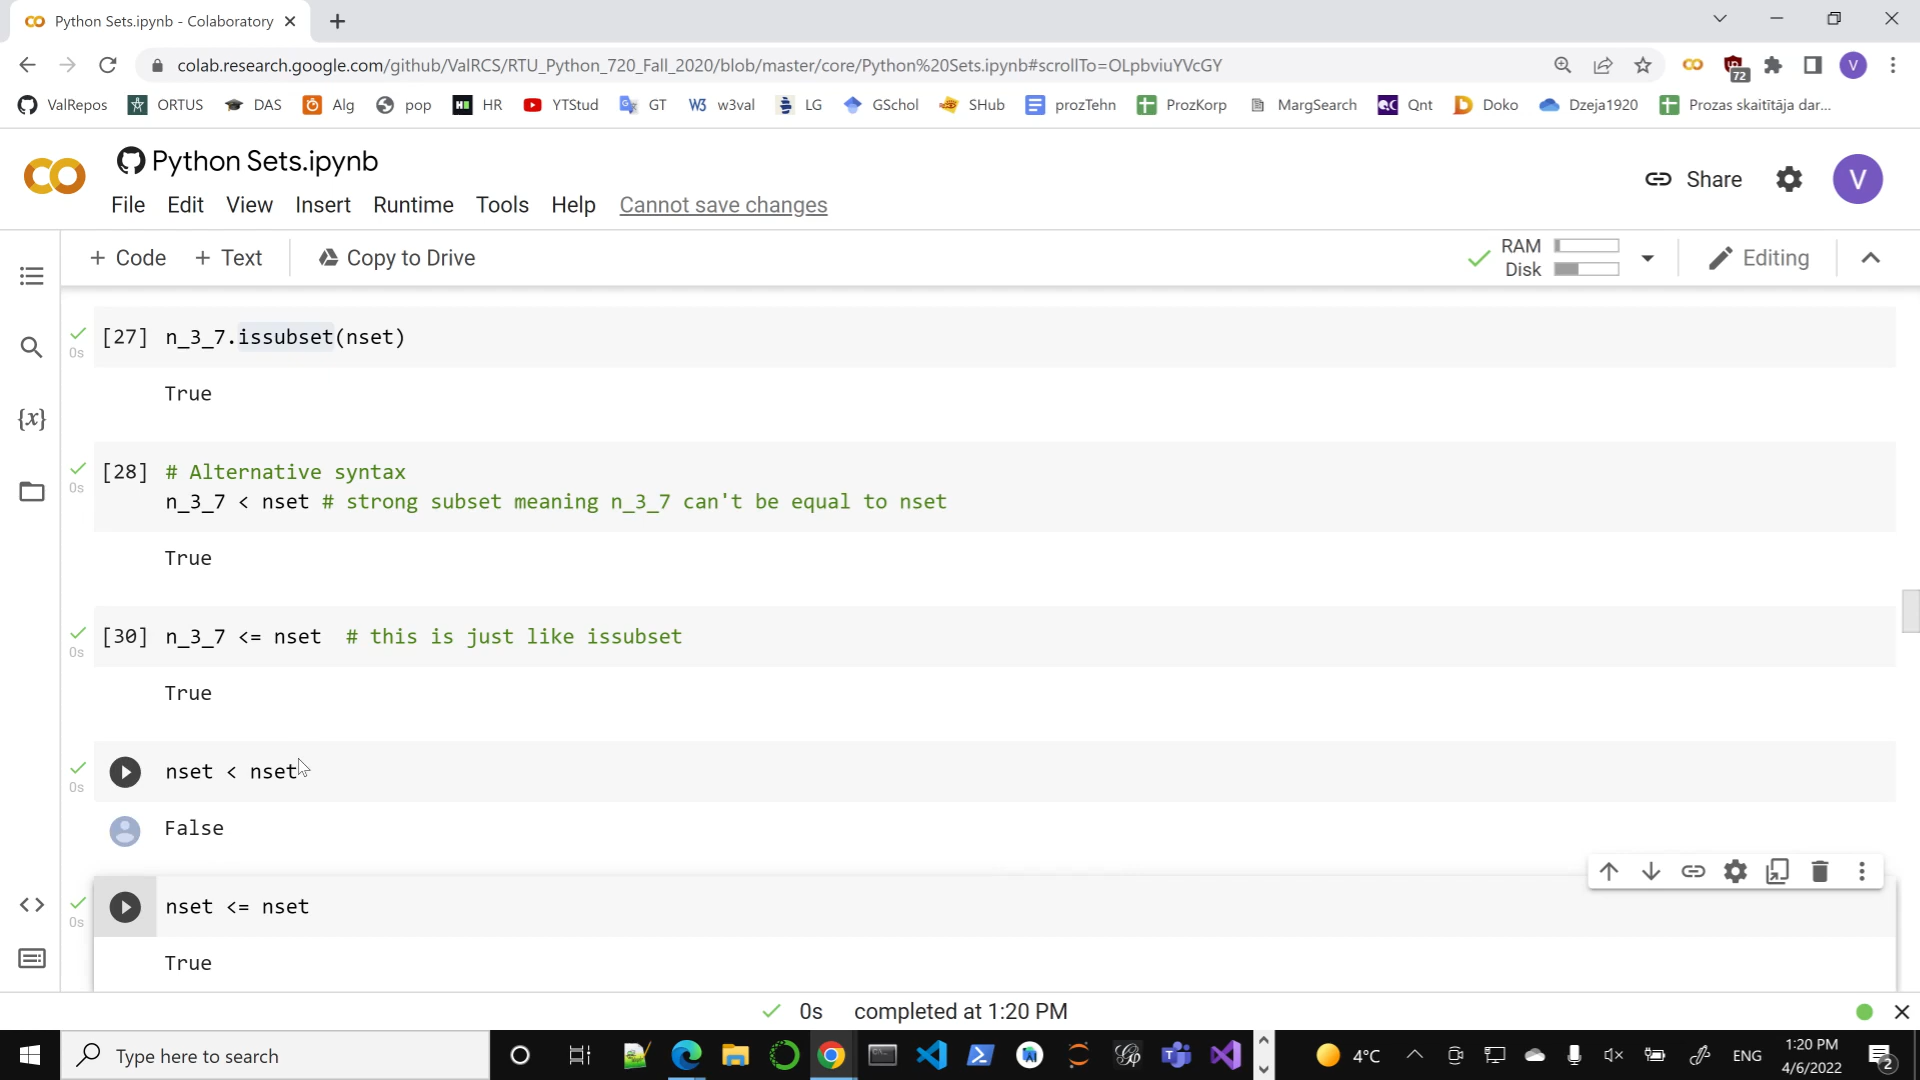 Python Sets.ipynb - Colaboratory
colab.research.google.com/github/ValRCS/RTU_Python_720_Fall_2020/blob/master/core/Python%20Sets.ipynb#scrollTo=OLpbviuYVcGY
72
V
ValRepos ORTUS DAS Alg pop HR YTStud GT W3 w3val LG GSchol SHub prozTehn ProzKorp MargSearch QC Qnt Doko Dzeja1920 Prozas skaitītāja dar...
Python Sets.ipynb
Share
V
File Edit View Insert Runtime Tools Help Cannot save changes
+ Code + Text Copy to Drive
RAM
Disk
Editing
[27] n_3_7.issubset(nset)
0s
True
{x}
[28] # Alternative syntax
0s
n_3_7 < nset # strong subset meaning n_3_7 can't be equal to nset
True
[30] n_3_7 <= nset  # this is just like issubset
0s
True
nset < nset
0s
False
nset <= nset
0s
True
0s completed at 1:20 PM
Type here to search
4°C
ENG
1:20 PM
4/6/2022
2